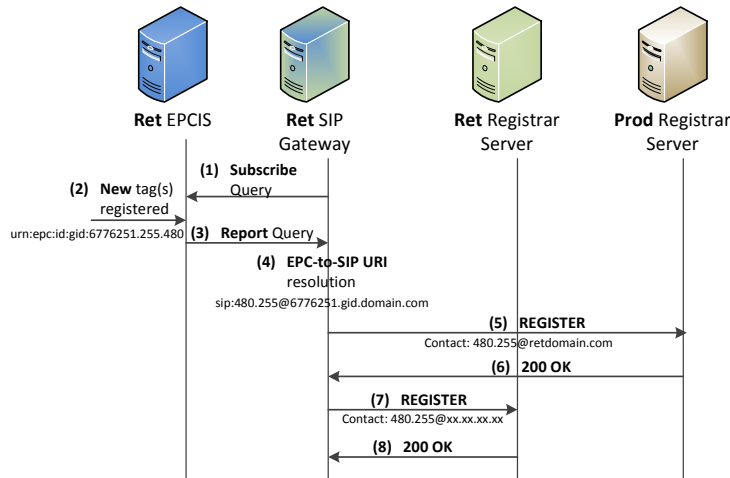 Ret EPCIS
Ret SIP
Gateway
Ret Registrar
Server
Prod Registrar
Server
(1) Subscribe
Query
(2) New tag(s)
registered
urn:epc:id:gid:6776251.255.480
(3) Report Query
(4) EPC-to-SIP URI
resolution
sip:480.255@6776251.gid.domain.com
(5) REGISTER
Contact: 480.255@retdomain.com
(6) 200 OK
(7) REGISTER
Contact: 480.255@xx.xx.xx.xx
(8) 200 OK